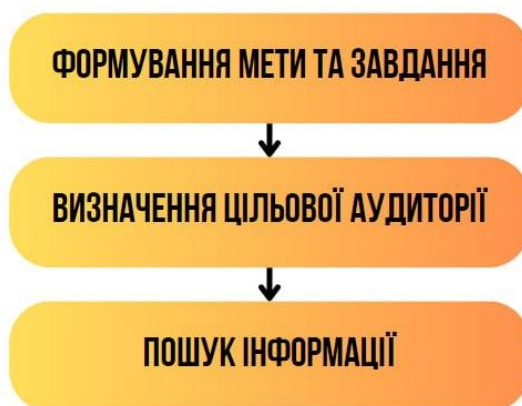 ФОРМУВАННЯ МЕТИ ТА ЗАВДАННЯ
ВИЗНАЧЕННЯ ЦІЛЬОВОЇ АУДИТОРІЇ
ПОШУК ІНФОРМАЦІЇ